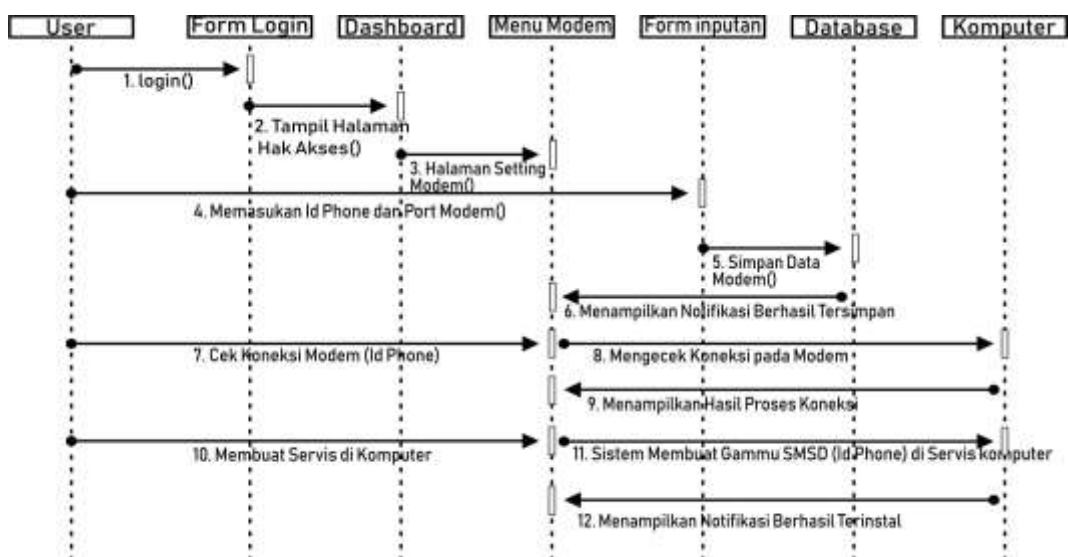 User
Form Login
Dashboard
Menu Modem
Form inputan
Database
Komputer
1. login()
2. Tampil Halaman
Hak Akses()
3. Halaman Setting
Modem()
4. Memasukan Id Phone dan Port Modem()
5. Simpan Data
Modem()
6. Menampilkan Notifikasi Berhasil Tersimpan
7. Cek Koneksi Modem (Id Phone)
8. Mengecek Koneksi pada Modem
9. Menampilkan Hasil Proses Koneksi
10. Membuat Servis di Komputer
11. Sistem Membuat Gammu SMSD (Id Phone) di Servis komputer
12. Menampilkan Notifikasi Berhasil Terinstal